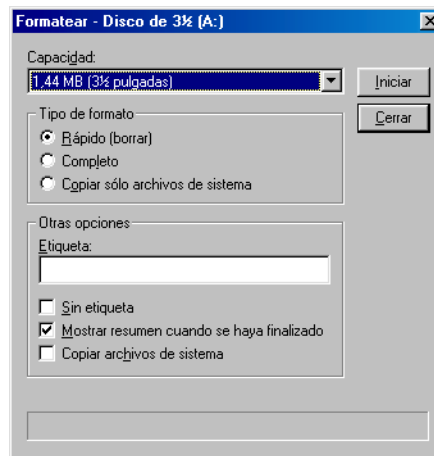 Formatear - Disco de 3½ (A:)
Capacidad:
1,44 MB (3½ pulgadas)
Iniciar
Cerrar
Tipo de formato
Rápido (borrar)
Completo
Copiar sólo archivos de sistema
Otras opciones
Etiqueta:
Sin etiqueta
Mostrar resumen cuando se haya finalizado
Copiar archivos de sistema